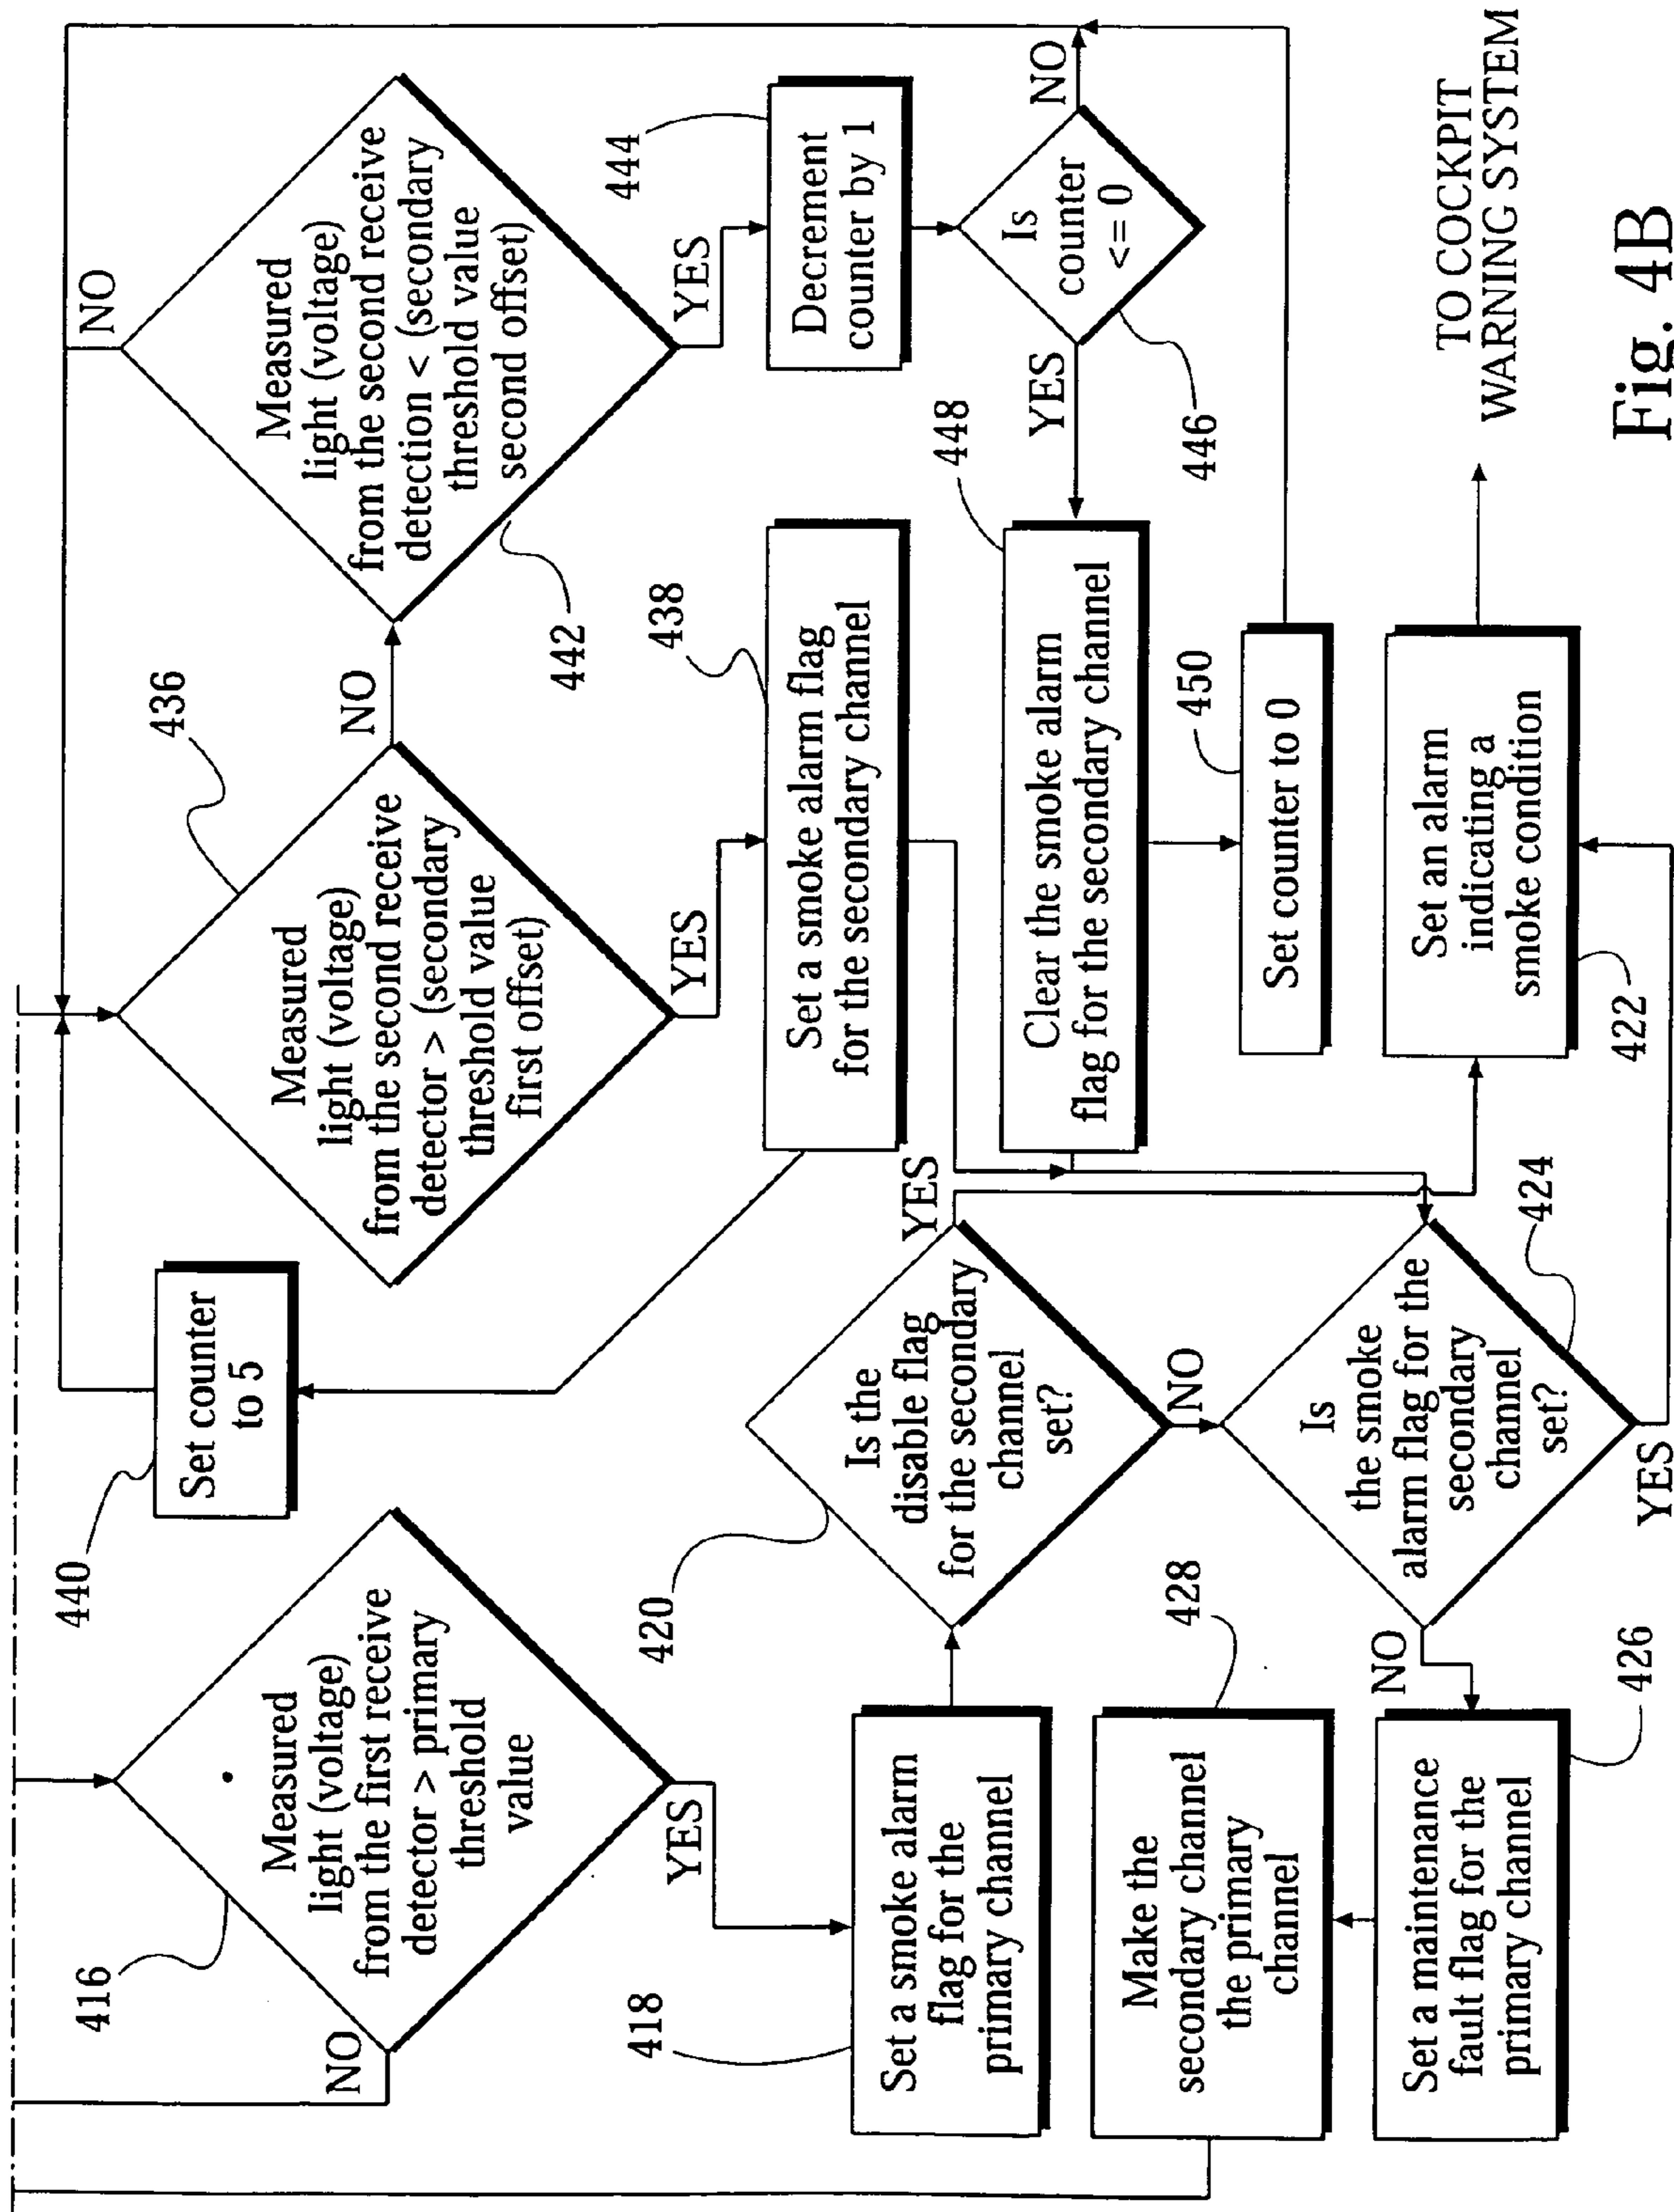 416
Measured
light (voltage)
from the first receive
detector > primary
threshold
value
NO
YES
440
Set counter
to 5
436
Measured
light (voltage)
from the second receive
detector > (secondary
threshold value
first offset)
NO
YES
442
Measured
light (voltage)
from the second receive
detection < (secondary
threshold value
second offset)
NO
YES
418
Set a smoke alarm
flag for the
primary channel
420
Is the
disable flag
for the secondary
channel
set?
YES
NO
438
Set a smoke alarm flag
for the secondary channel
444
Decrement
counter by 1
446
Is
counter
<= 0
YES
NO
448
Clear the smoke alarm
flag for the secondary channel
450
Set counter to 0
428
Make the
secondary channel
the primary
channel
424
Is
the smoke
alarm flag for the
secondary
channel
set?
NO
YES
426
Set a maintenance
fault flag for the
primary channel
422
Set an alarm
indicating a
smoke condition
TO COCKPIT
WARNING SYSTEM
Fig. 4B